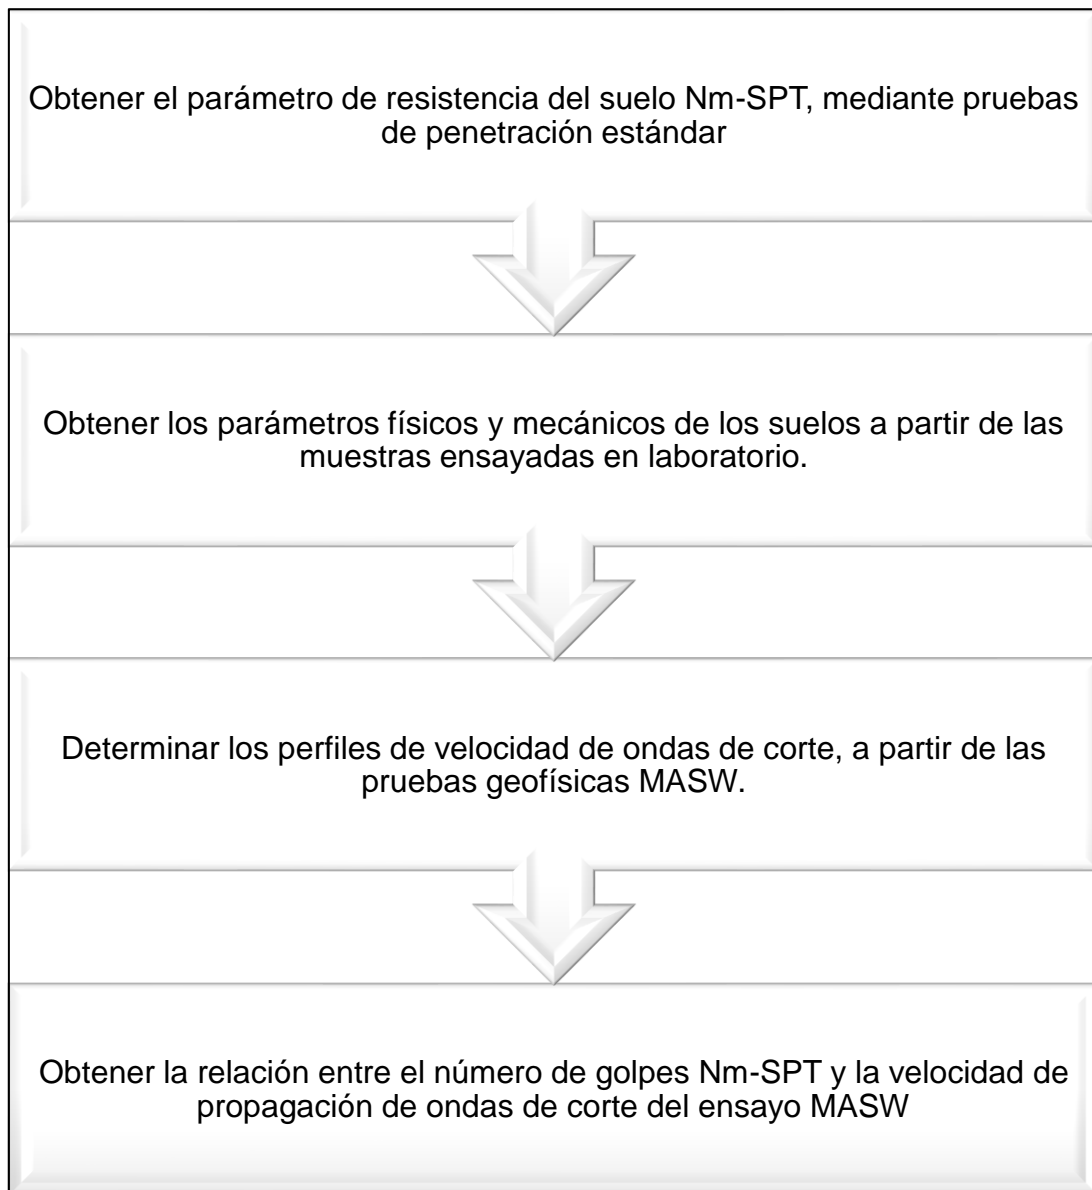 Obtener el parámetro de resistencia del suelo Nm-SPT, mediante pruebas
de penetración estándar
Obtener los parámetros físicos y mecánicos de los suelos a partir de las
muestras ensayadas en laboratorio.
Determinar los perfiles de velocidad de ondas de corte, a partir de las
pruebas geofísicas MASW.
Obtener la relación entre el número de golpes Nm-SPT y la velocidad de
propagación de ondas de corte del ensayo MASW